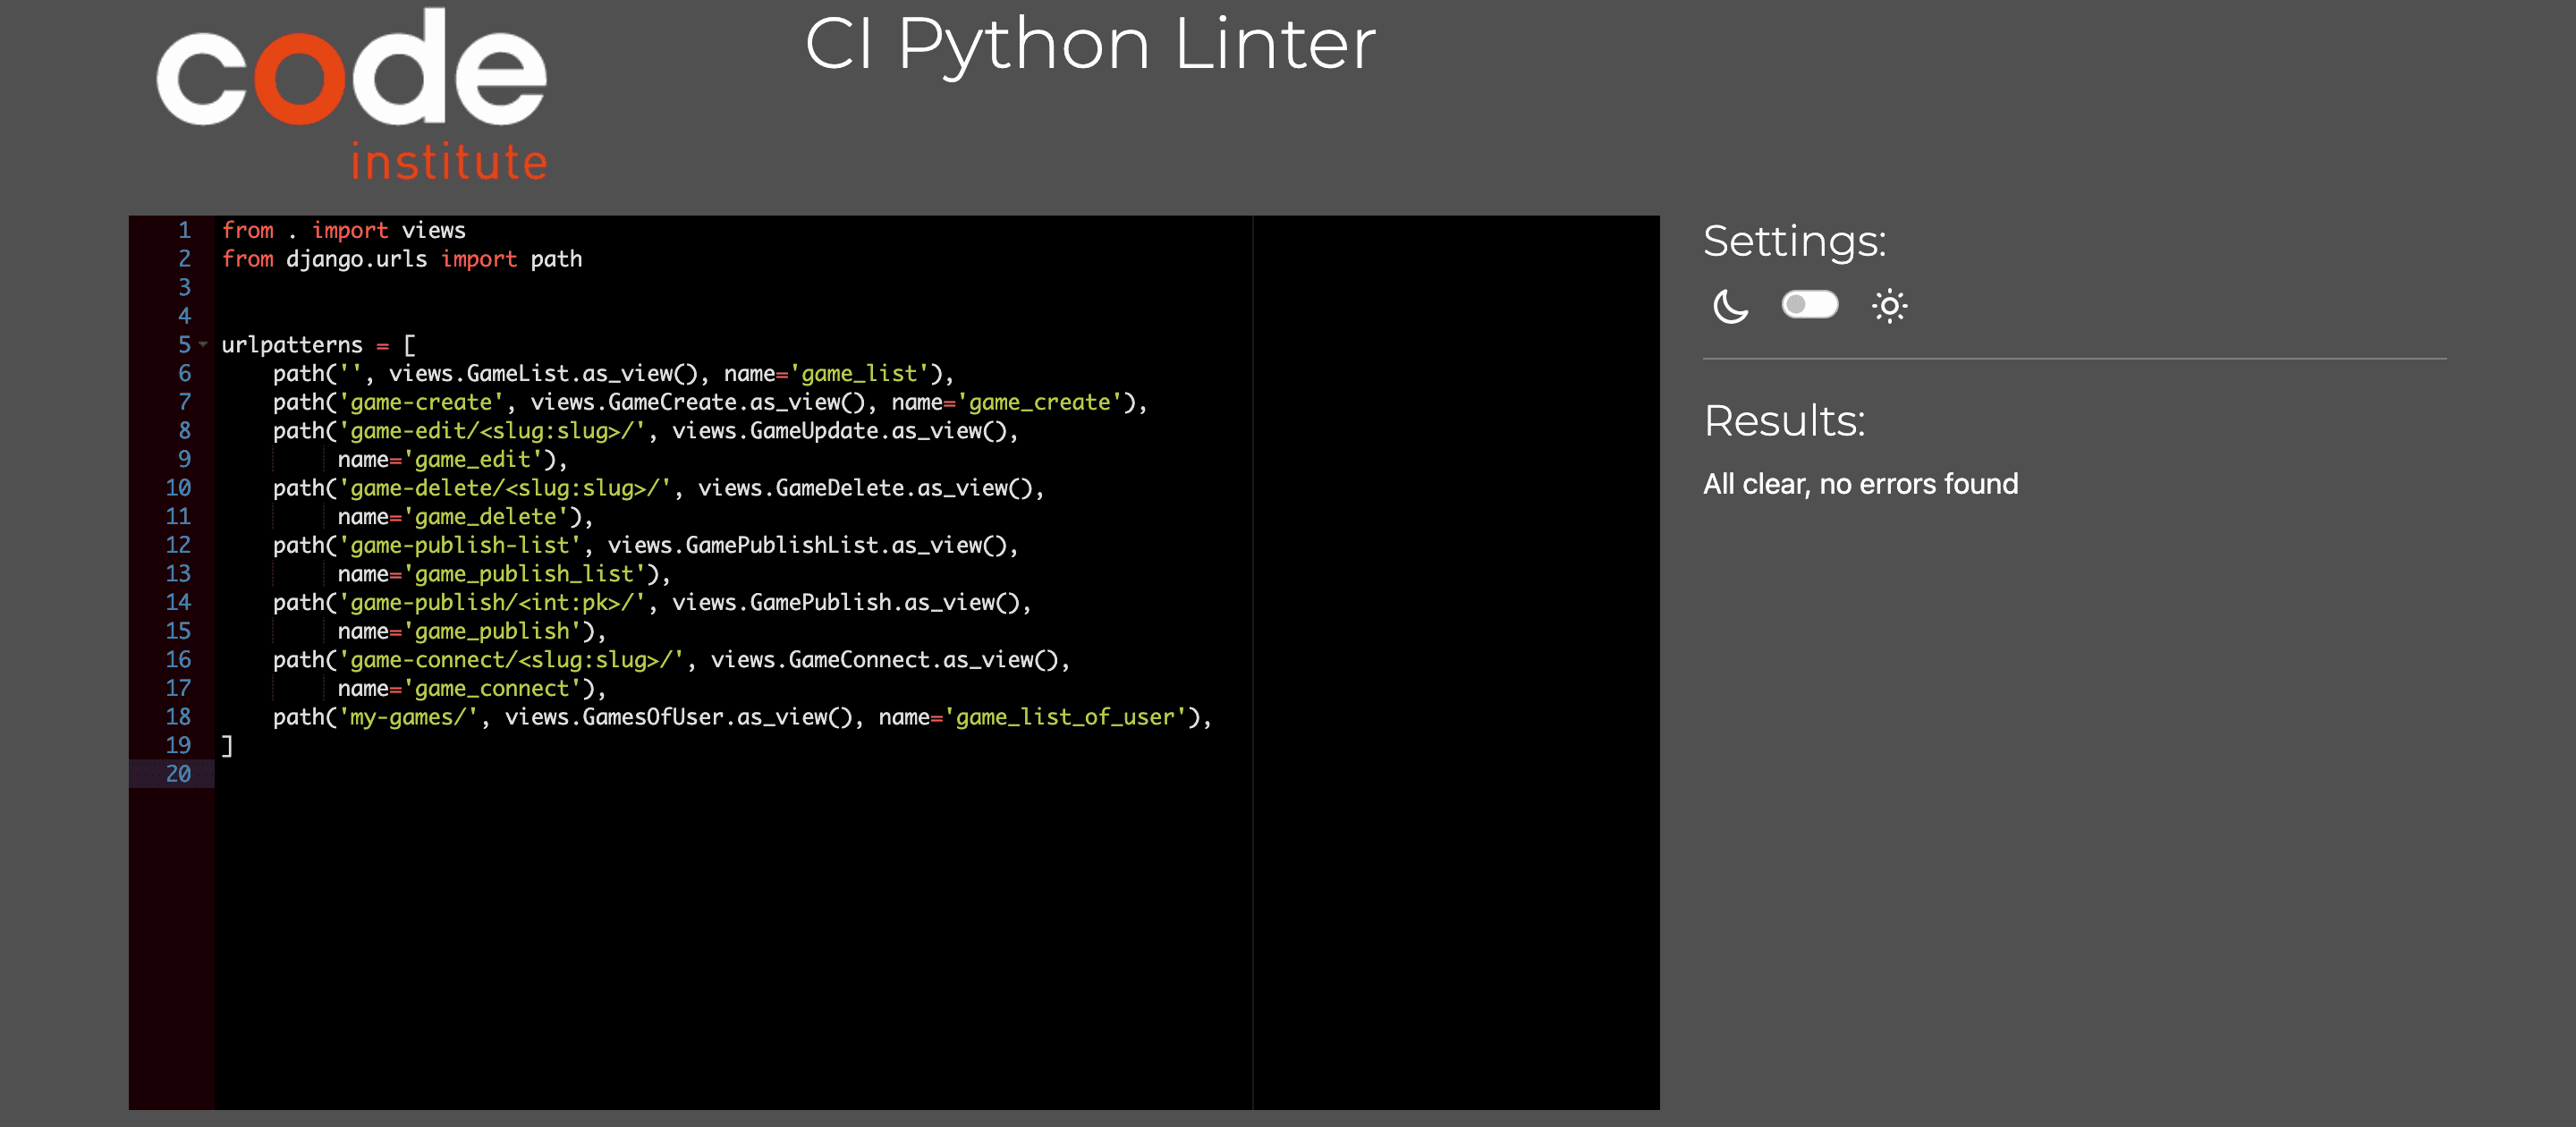 code
institute
CI Python Linter
1 from . import views
2 from django.urls import path
3
4
5 urlpatterns = [
6     path('', views.GameList.as_view(), name='game_list'),
7     path('game-create', views.GameCreate.as_view(), name='game_create'),
8     path('game-edit/<slug:slug>/', views.GameUpdate.as_view(),
9          name='game_edit'),
10     path('game-delete/<slug:slug>/', views.GameDelete.as_view(),
11          name='game_delete'),
12     path('game-publish-list', views.GamePublishList.as_view(),
13          name='game_publish_list'),
14     path('game-publish/<int:pk>/', views.GamePublish.as_view(),
15          name='game_publish'),
16     path('game-connect/<slug:slug>/', views.GameConnect.as_view(),
17          name='game_connect'),
18     path('my-games/', views.GamesOfUser.as_view(), name='game_list_of_user'),
19 ]
20
Settings:
Results:
All clear, no errors found